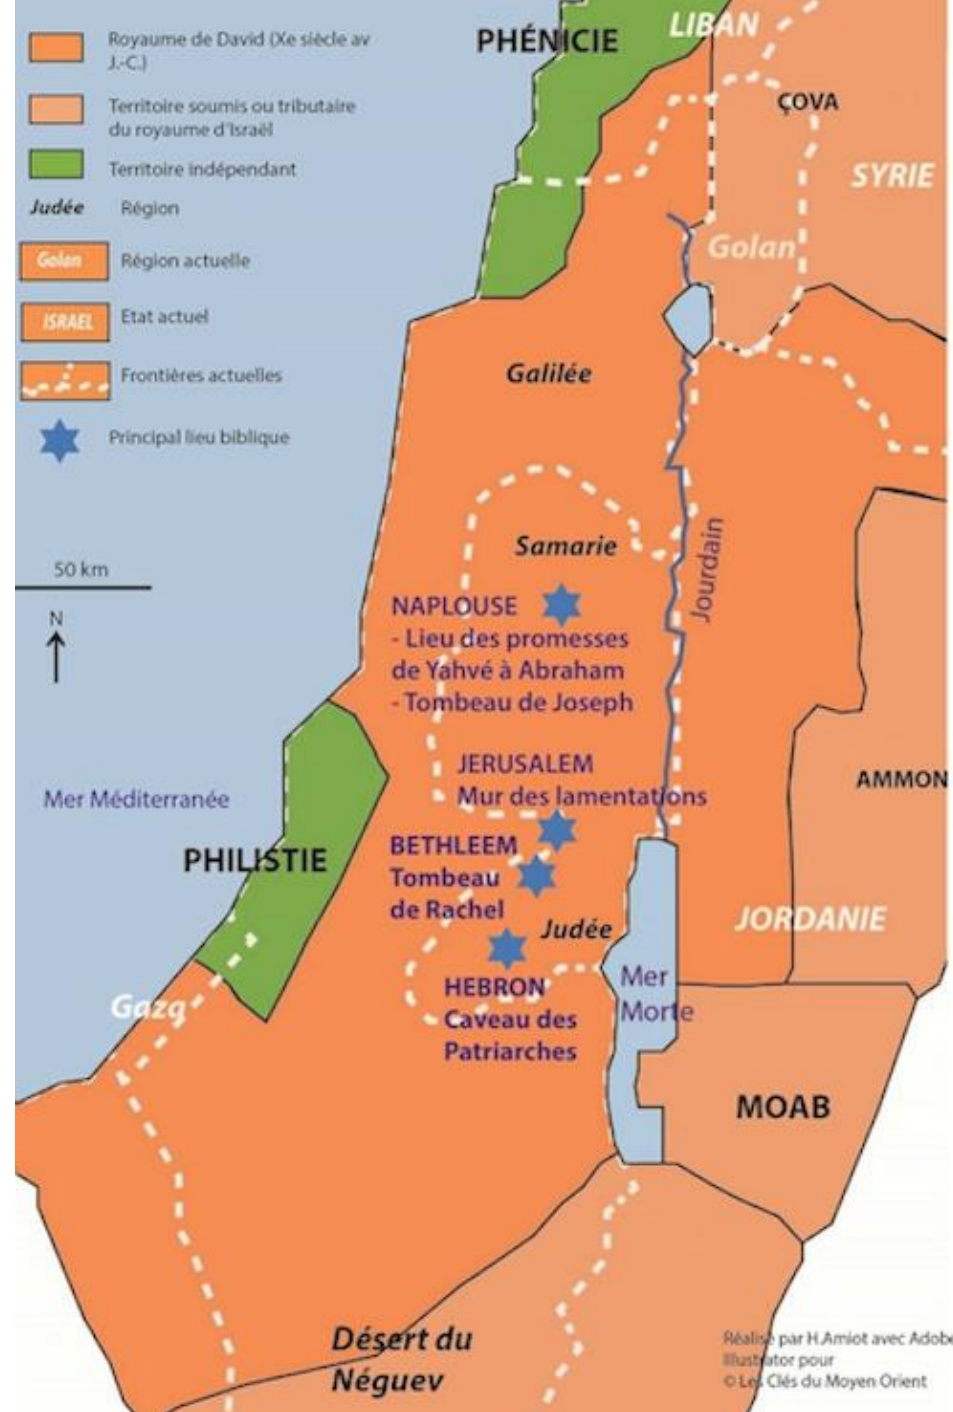 Royaume de David (Xe siècle av
J.-C.)
Territoire soumis ou tributaire
du royaume d'Israël
Territoire indépendant
Judée Région
Golan Région actuelle
ISRAEL Etat actuel
Frontières actuelles
Principal lieu biblique
50 km
N
PHÉNICIE
LIBAN
ÇOVA
SYRIE
Golan
Galilée
Samarie
Jourdain
NAPLOUSE
- Lieu des promesses
de Yahvé à Abraham
- Tombeau de Joseph
JERUSALEM
Mur des lamentations
AMMON
Mer Méditerranée
PHILISTIE
BETHLEEM
Tombeau
de Rachel
Judée
JORDANIE
HEBRON
Caveau des
Patriarches
Mer
Morte
Gaza
MOAB
Désert du
Néguev
Réalisé par H.Amiot avec Adobe
Illustrator pour
© Les Clés du Moyen Orient